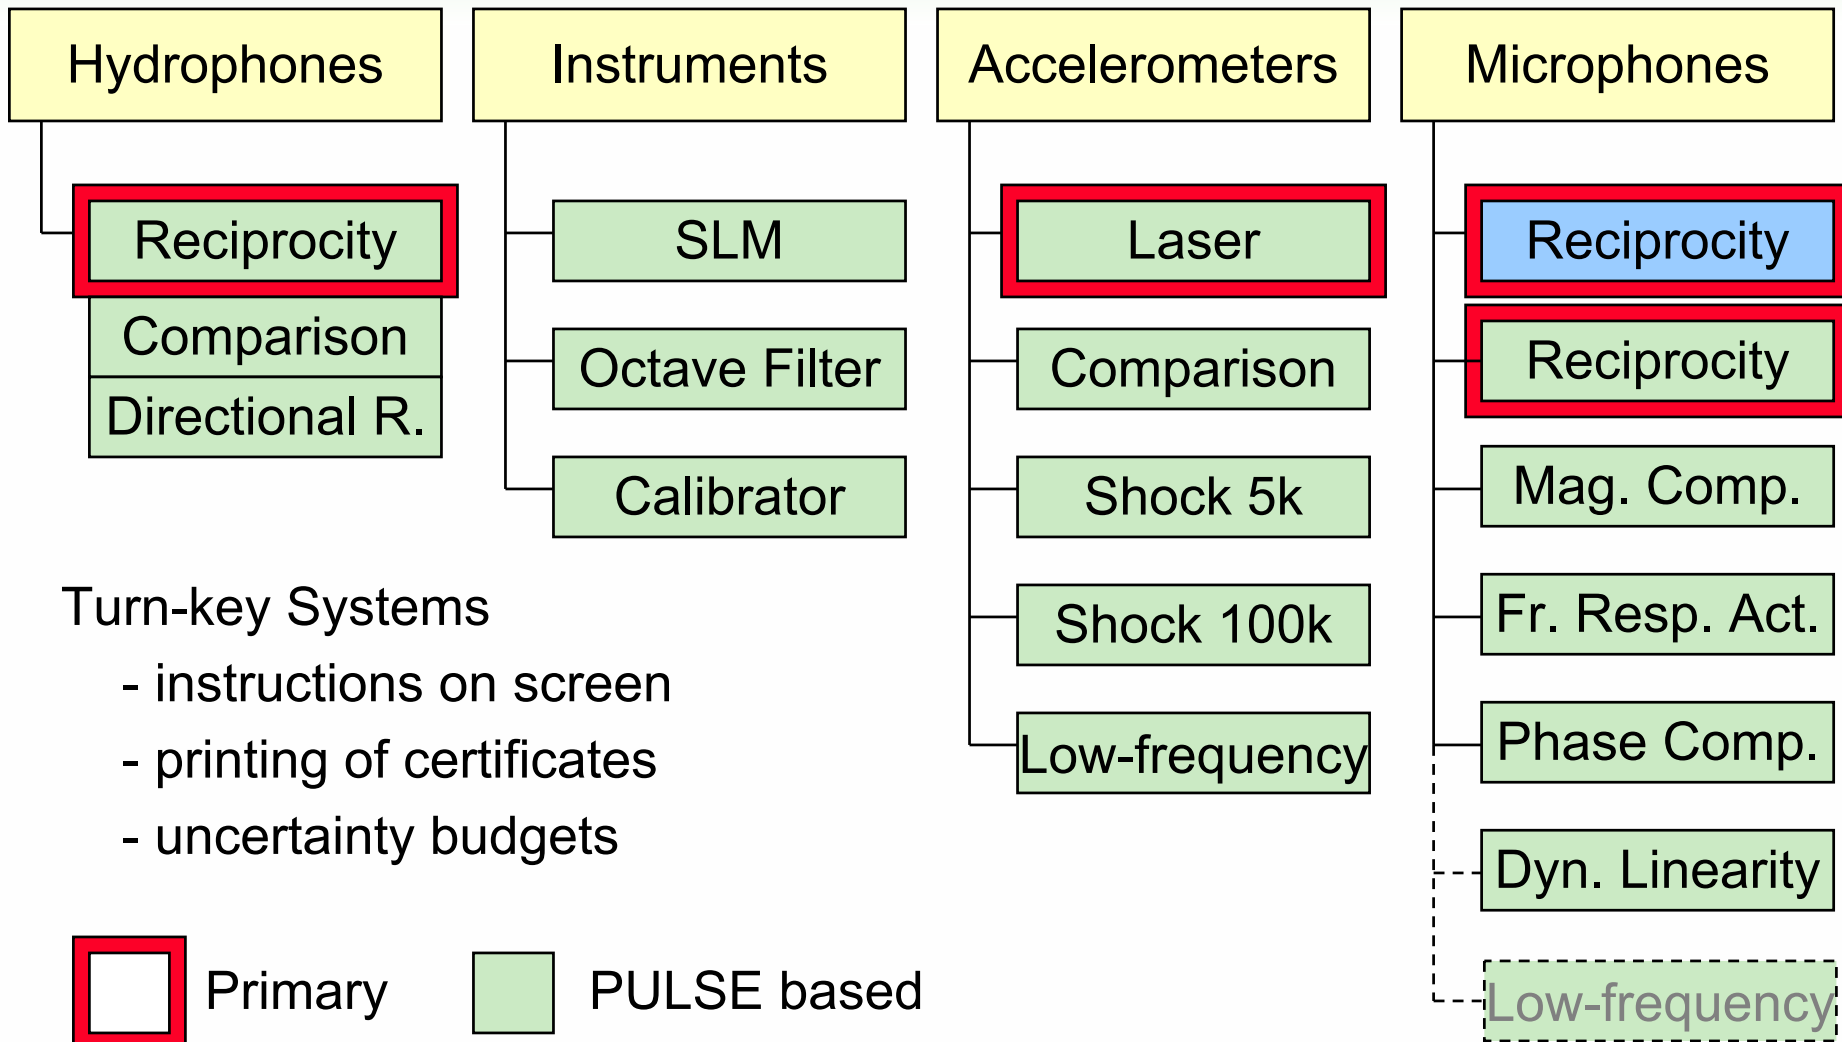 Hydrophones
Reciprocity
Comparison
Directional R.
Instruments
SLM
Octave Filter
Calibrator
Accelerometers
Laser
Comparison
Shock 5k
Shock 100k
Low-frequency
Microphones
Reciprocity
Reciprocity
Mag. Comp.
Fr. Resp. Act.
Phase Comp.
Dyn. Linearity
Low-frequency
Turn-key Systems
- instructions on screen
- printing of certificates
- uncertainty budgets
Primary
PULSE based